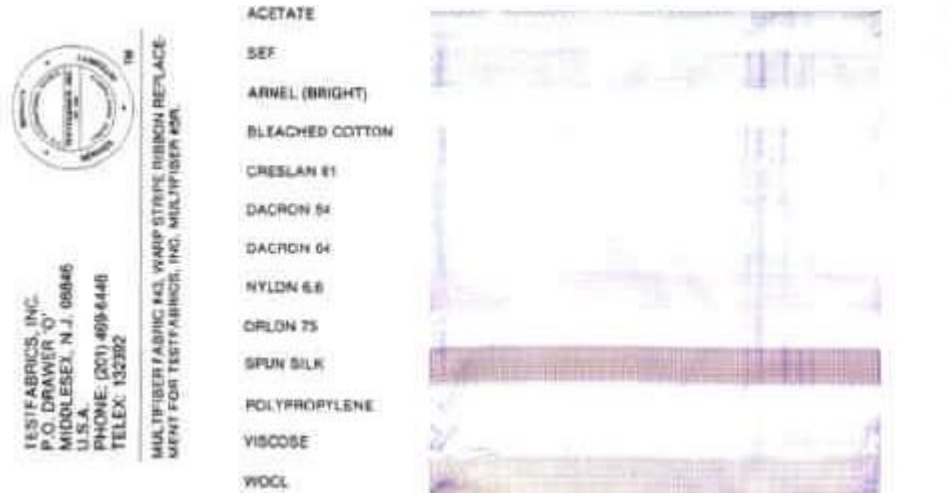 TESTFABRICS, INC.
P.O. DRAWER 'O'
MIDDLESEX, N.J. 08846
U.S.A.
PHONE: (201) 469-6446
TELEX: 132392
MULTIFIBER FABRIC #43, WARP STRIPE RIBBON REPLACE-
MENT FOR TESTFABRICS, INC. MULTIFIBER #5R.
TM
ACETATE
SEF
ARNEL (BRIGHT)
BLEACHED COTTON
CRESLAN 61
DACRON 54
DACRON 64
NYLON 6.6
ORLON 75
SPUN SILK
POLYPROPYLENE
VISCOSE
WOOL